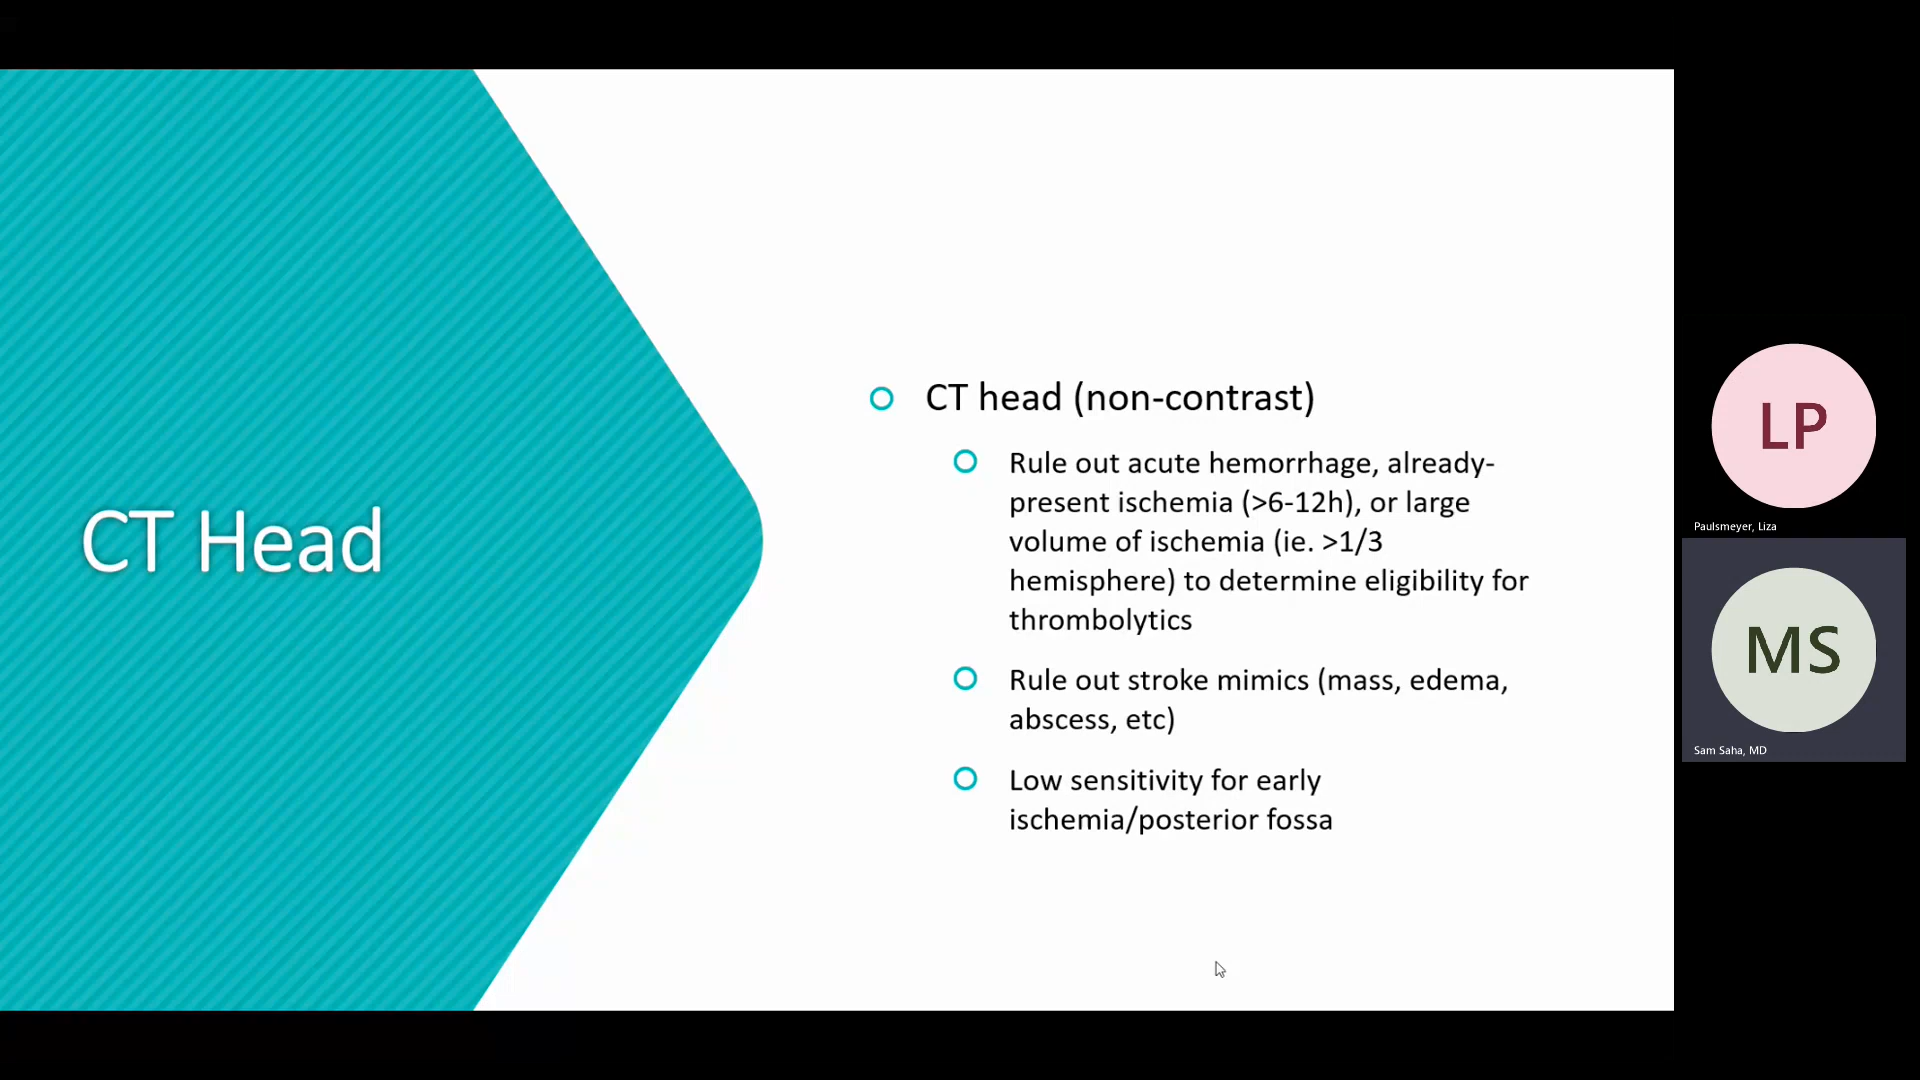 CT Head
CT head (non-contrast)
Rule out acute hemorrhage, already-
present ischemia (>6-12h), or large
volume of ischemia (ie. >1/3
hemisphere) to determine eligibility for
thrombolytics
Rule out stroke mimics (mass, edema,
abscess, etc)
Low sensitivity for early
ischemia/posterior fossa
LP
Paulsmeyer, Liza
MS
Sam Saha, MD